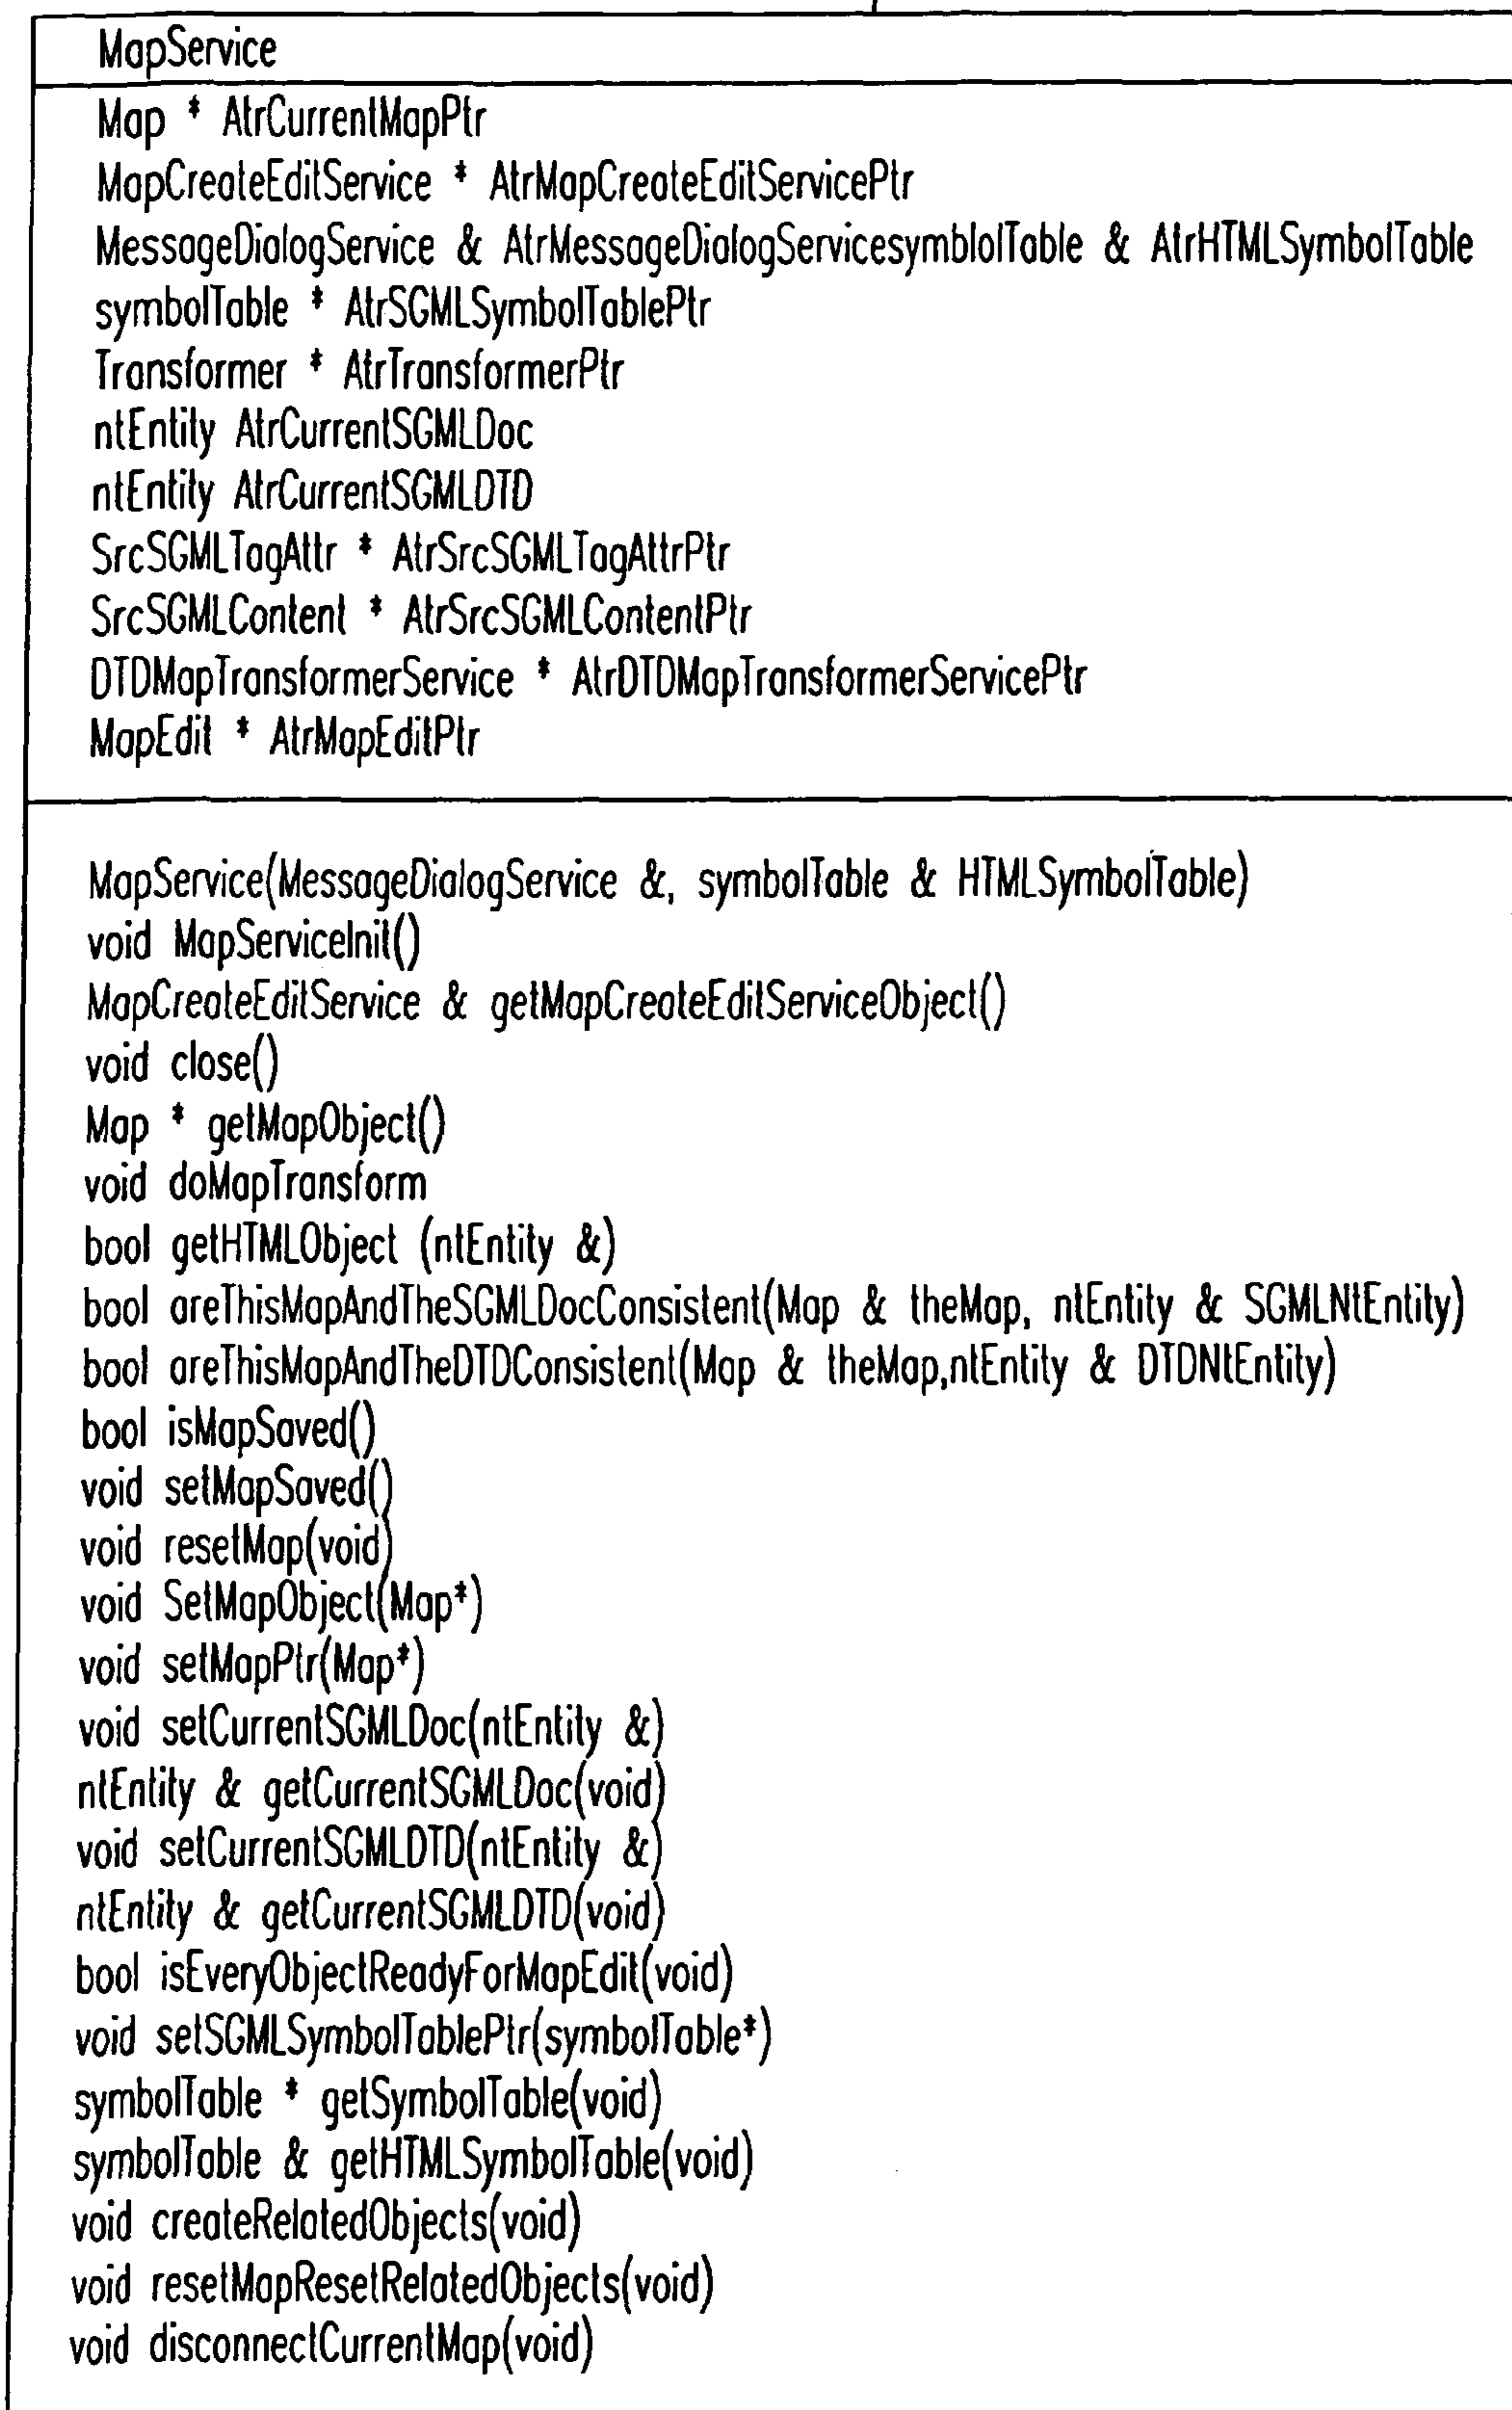 MapService
Map * AtrCurrentMapPtr
MapCreateEditService * AtrMapCreateEditServicePtr
MessageDialogService & AtrMessageDialogServicesymblolTable & AtrHTMLSymbolTable
symbolTable * AtrSGMLSymbolTablePtr
Transformer * AtrTransformerPtr
ntEntity AtrCurrentSGMLDoc
ntEntity AtrCurrentSGMLDTD
SrcSGMLTagAttr * AtrSrcSGMLTagAttrPtr
SrcSGMLContent * AtrSrcSGMLContentPtr
DTDMapTransformerService * AtrDTDMapTransformerServicePtr
MapEdit * AtrMapEditPtr
MapService(MessageDialogService &, symbolTable & HTMLSymbolTable)
void MapServiceInit()
MapCreateEditService & getMapCreateEditServiceObject()
void close()
Map * getMapObject()
void doMapTransform
bool getHTMLObject (ntEntity &)
bool areThisMapAndTheSGMLDocConsistent(Map & theMap, ntEntity & SGMLNtEntity)
bool areThisMapAndTheDTDConsistent(Map & theMap,ntEntity & DTDNtEntity)
bool isMapSaved()
void setMapSaved()
void resetMap(void)
void SetMapObject(Map*)
void setMapPtr(Map*)
void setCurrentSGMLDoc(ntEntity &)
ntEntity & getCurrentSGMLDoc(void)
void setCurrentSGMLDTD(ntEntity &)
ntEntity & getCurrentSGMLDTD(void)
bool isEveryObjectReadyForMapEdit(void)
void setSGMLSymbolTablePtr(symbolTable*)
symbolTable * getSymbolTable(void)
symbolTable & getHTMLSymbolTable(void)
void createRelatedObjects(void)
void resetMapResetRelatedObjects(void)
void disconnectCurrentMap(void)